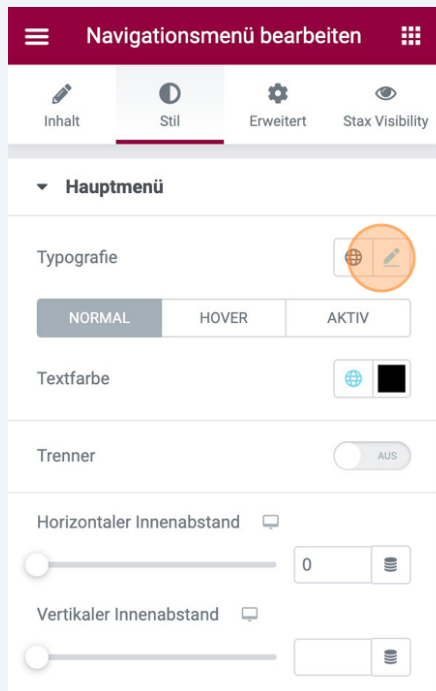 Navigationsmenü bearbeiten
Inhalt Stil Erweitert Stax Visibility
Hauptmenü
Typografie
NORMAL HOVER AKTIV
Textfarbe
Trenner AUS
Horizontaler Innenabstand
0
Vertikaler Innenabstand